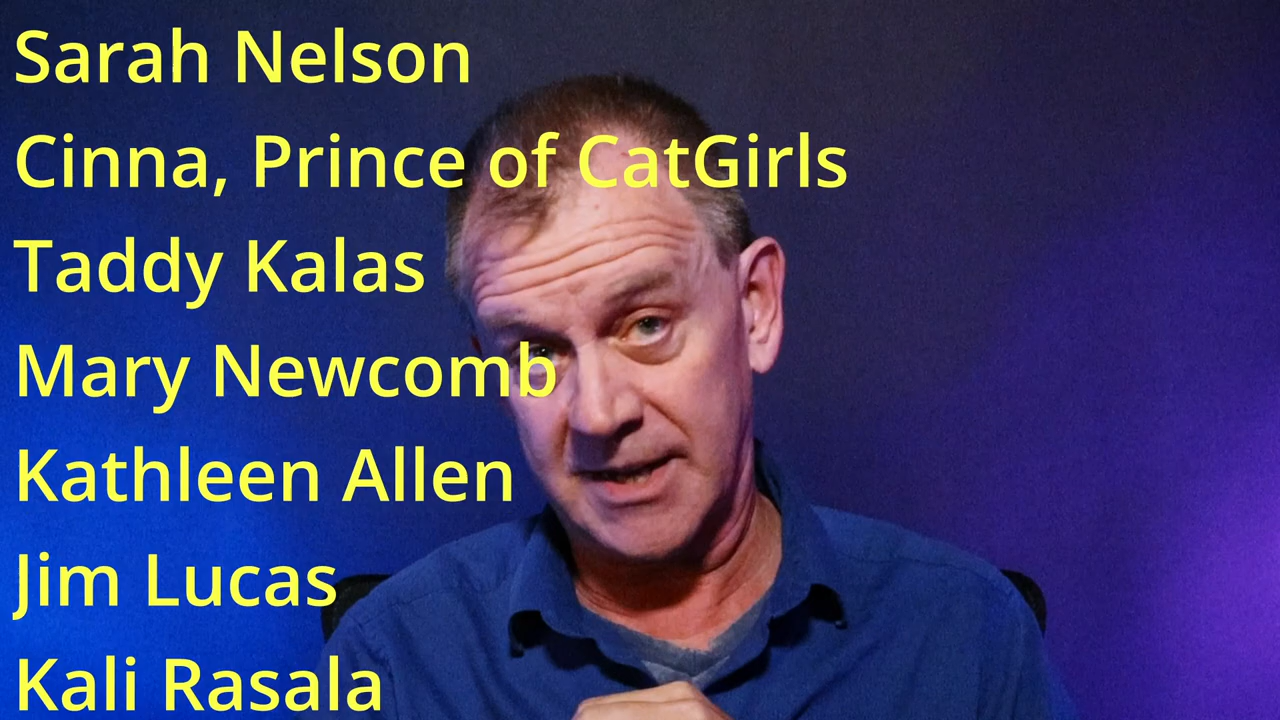 Sarah Nelson
Cinna, Prince of CatGirls
Taddy Kalas
Mary Newcomb
Kathleen Allen
Jim Lucas
Kali Rasala